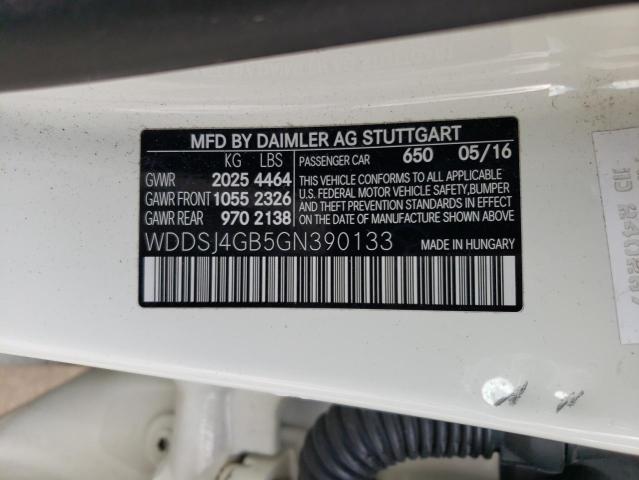 MFD BY DAIMLER AG STUTTGART
KG LBS
GVWR 2025 4464
GAWR FRONT 1055 2326
GAWR REAR 970 2138
PASSENGER CAR 650 05/16
THIS VEHICLE CONFORMS TO ALL APPLICABLE
U.S. FEDERAL MOTOR VEHICLE SAFETY, BUMPER
AND THEFT PREVENTION STANDARDS IN EFFECT
ON THE DATE OF MANUFACTURE SHOWN ABOVE.
WDDSJ4GB5GN390133 MADE IN HUNGARY